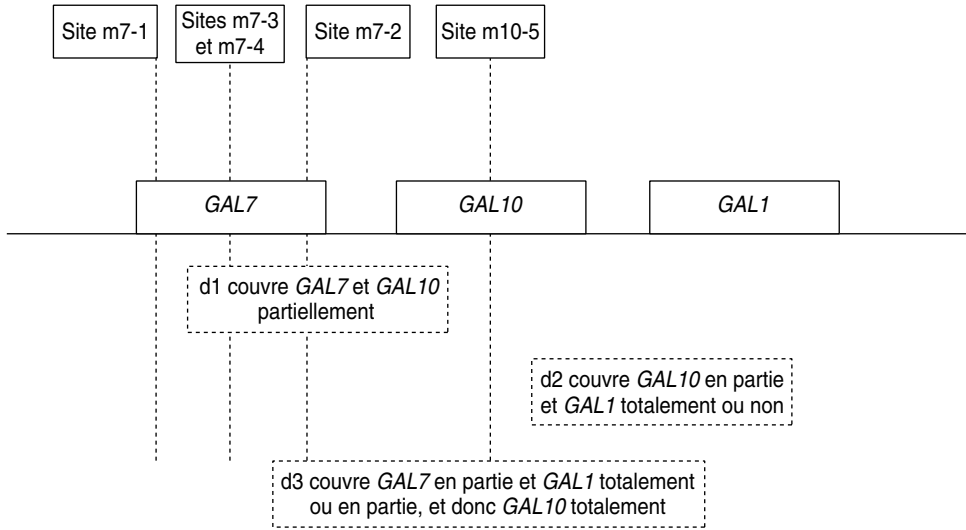 Site m7-1
Sites m7-3
et m7-4
Site m7-2
Site m10-5
GAL7
GAL10
GAL1
d1 couvre GAL7 et GAL10
partiellement
d2 couvre GAL10 en partie
et GAL1 totalement ou non
d3 couvre GAL7 en partie et GAL1 totalement
ou en partie, et donc GAL10 totalement